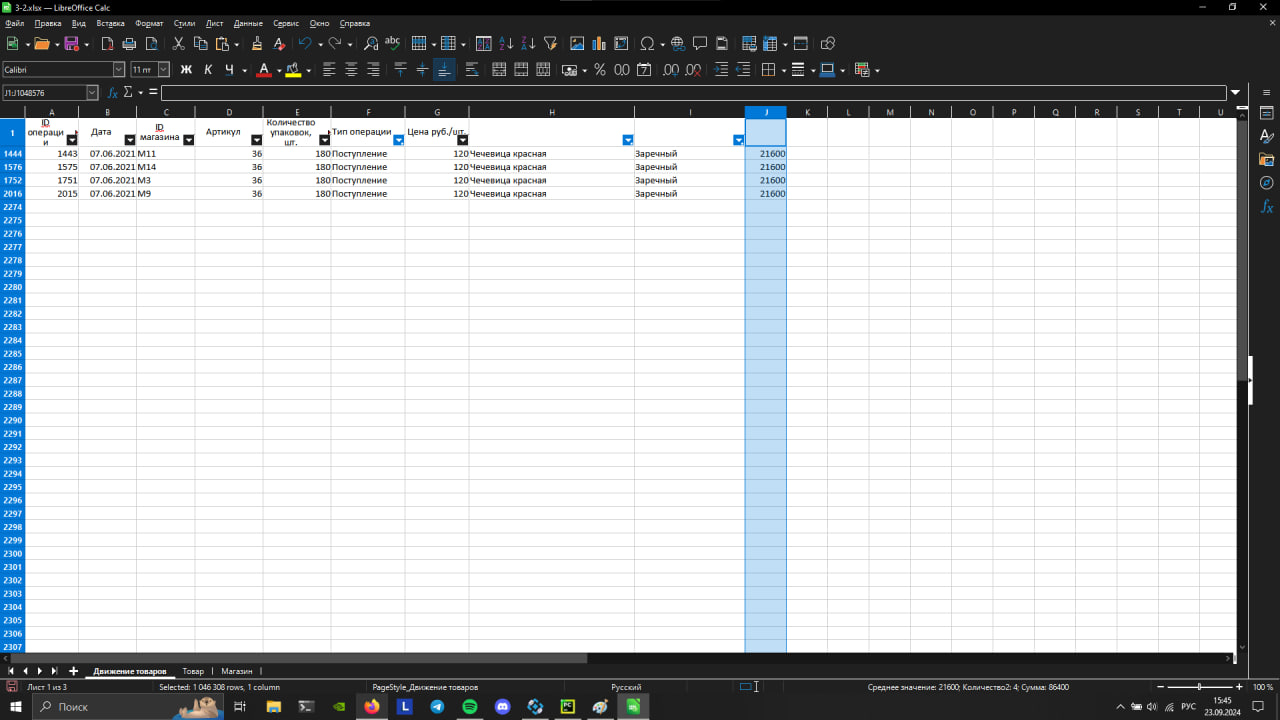 3-2.xlsx — LibreOffice Calc
Файл Правка Вид Вставка Формат Стили Лист Данные Сервис Окно Справка
Calibri 11 пт Ж К Ч
J1:J1048576
A B C D E F G H I J K L M N O P Q R S T U
1 ID операции Дата ID магазина Артикул Количество упаковок, шт. Тип операции Цена руб./шт.
1444 1443 07.06.2021 M11 36 180 Поступление 120 Чечевица красная Заречный 21600
1576 1575 07.06.2021 M14 36 180 Поступление 120 Чечевица красная Заречный 21600
1752 1751 07.06.2021 M3 36 180 Поступление 120 Чечевица красная Заречный 21600
2016 2015 07.06.2021 M9 36 180 Поступление 120 Чечевица красная Заречный 21600
2274
2275
2276
2277
2278
2279
2280
2281
2282
2283
2284
2285
2286
2287
2288
2289
2290
2291
2292
2293
2294
2295
2296
2297
2298
2299
2300
2301
2302
2303
2304
2305
2306
2307
Движение товаров Товар Магазин
Лист 1 из 3 Selected: 1 046 308 rows, 1 column PageStyle_Движение товаров Русский Среднее значение: 21600; Количество2: 4; Сумма: 86400 100 %
Поиск РУС 15:45
23.09.2024